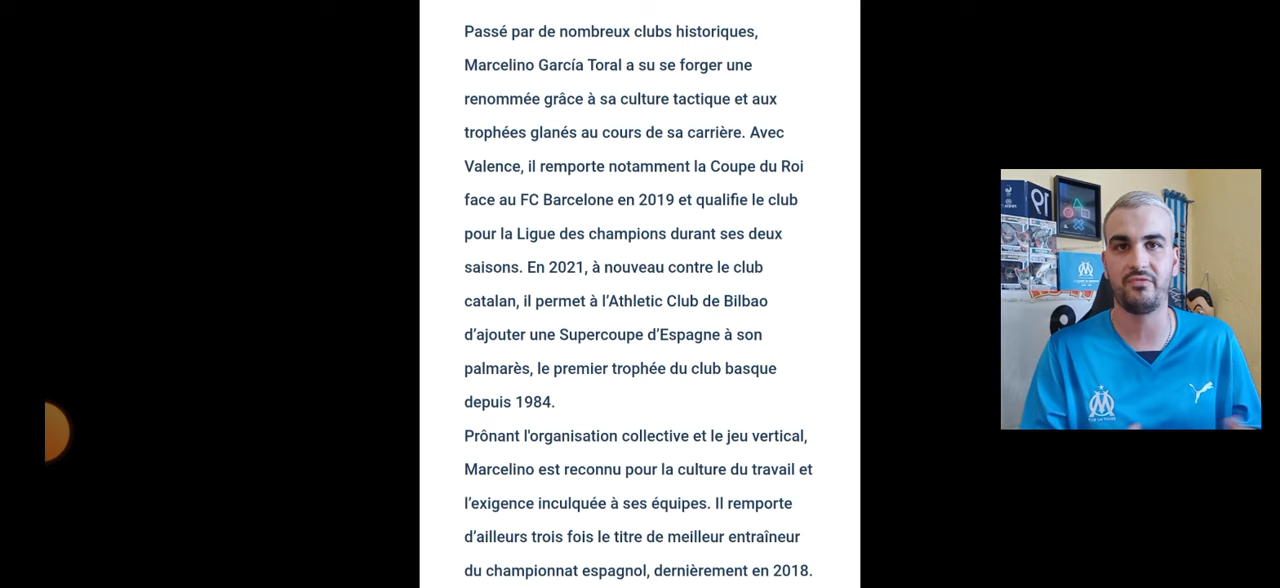 Passé par de nombreux clubs historiques,
Marcelino García Toral a su se forger une
renommée grâce à sa culture tactique et aux
trophées glanés au cours de sa carrière. Avec
Valence, il remporte notamment la Coupe du Roi
face au FC Barcelone en 2019 et qualifie le club
pour la Ligue des champions durant ses deux
saisons. En 2021, à nouveau contre le club
catalan, il permet à l’Athletic Club de Bilbao
d’ajouter une Supercoupe d’Espagne à son
palmarès, le premier trophée du club basque
depuis 1984.
Prônant l'organisation collective et le jeu vertical,
Marcelino est reconnu pour la culture du travail et
l’exigence inculquée à ses équipes. Il remporte
d’ailleurs trois fois le titre de meilleur entraîneur
du championnat espagnol, dernièrement en 2018.